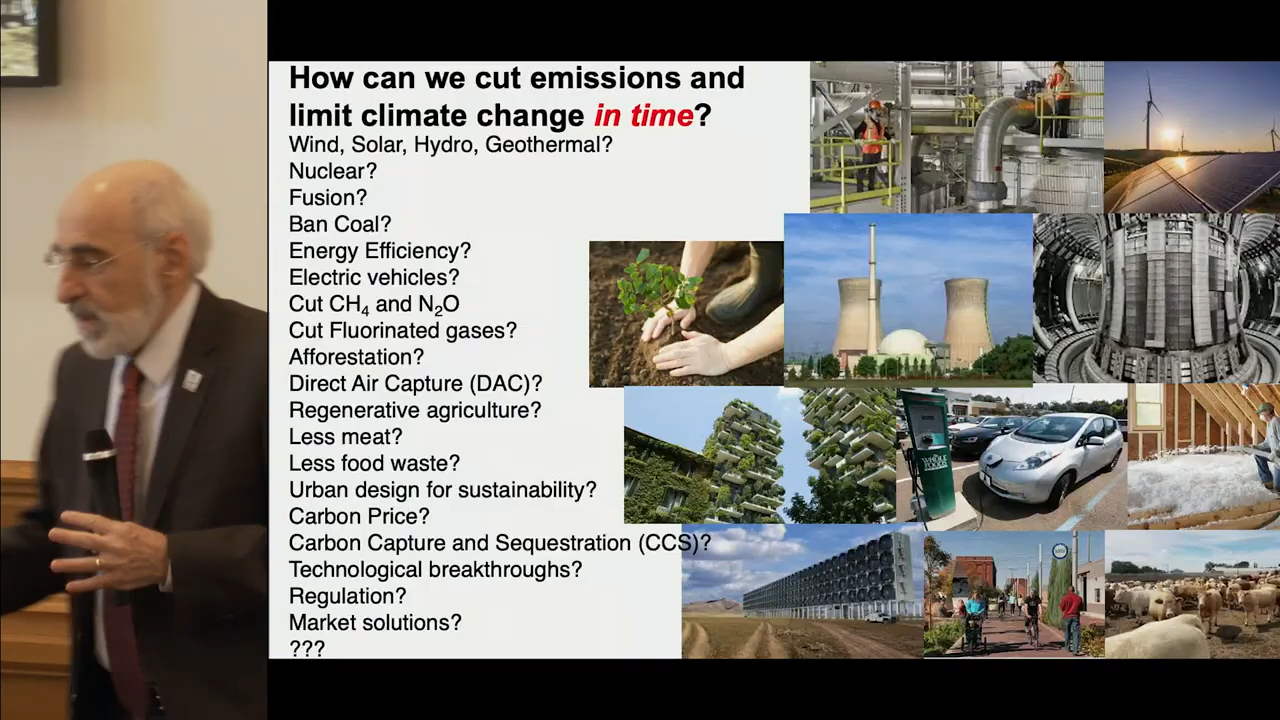 How can we cut emissions and
limit climate change in time?
Wind, Solar, Hydro, Geothermal?
Nuclear?
Fusion?
Ban Coal?
Energy Efficiency?
Electric vehicles?
Cut CH₄ and N₂O
Cut Fluorinated gases?
Afforestation?
Direct Air Capture (DAC)?
Regenerative agriculture?
Less meat?
Less food waste?
Urban design for sustainability?
Carbon Price?
Carbon Capture and Sequestration (CCS)?
Technological breakthroughs?
Regulation?
Market solutions?
???
WHOLE
FOODS